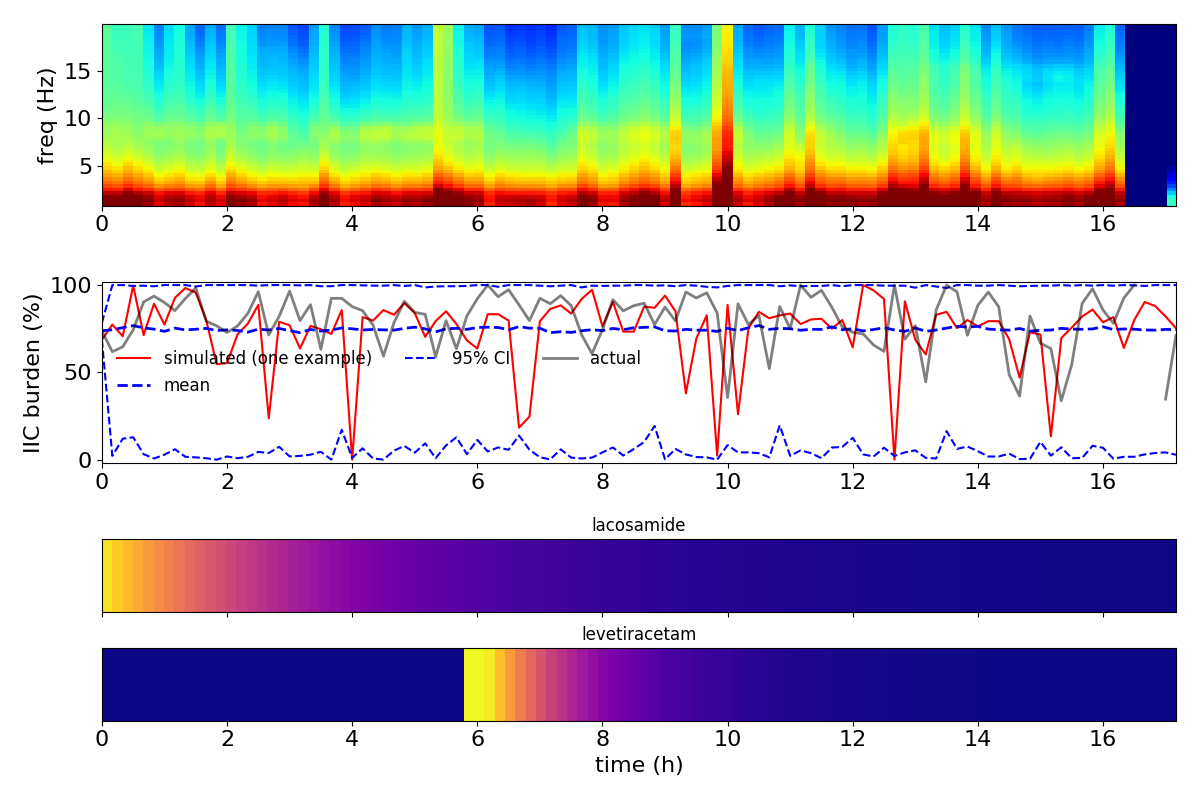 freq (Hz)
15
10
5
0 2 4 6 8 10 12 14 16
IIC burden (%)
100
50
0
simulated (one example) 95% CI actual
mean
0 2 4 6 8 10 12 14 16
lacosamide
levetiracetam
0 2 4 6 8 10 12 14 16
time (h)